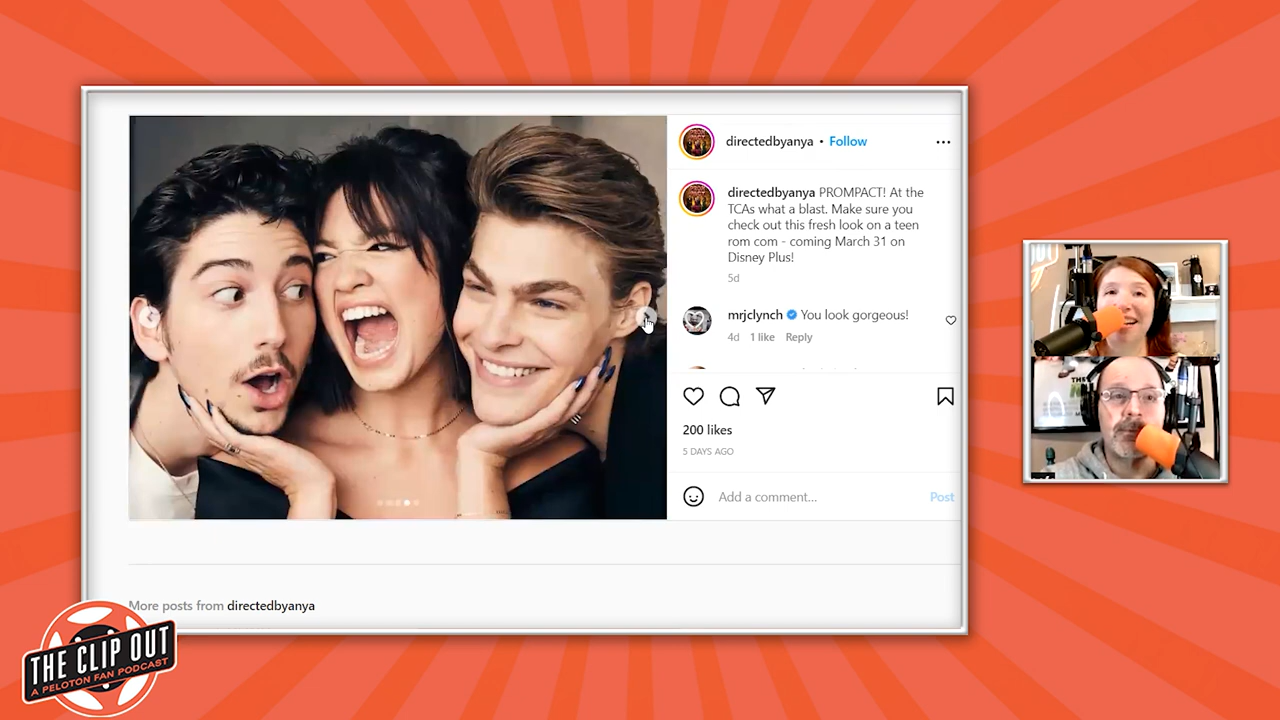 directedbyanya • Follow
directedbyanya PROMPACT! At the
TCAs what a blast. Make sure you
check out this fresh look on a teen
rom com - coming March 31 on
Disney Plus!
5d
mrjclynch You look gorgeous!
4d 1 like Reply
200 likes
5 DAYS AGO
Add a comment... Post
More posts from directedbyanya
THE CLIP OUT
A PELOTON FAN PODCAST